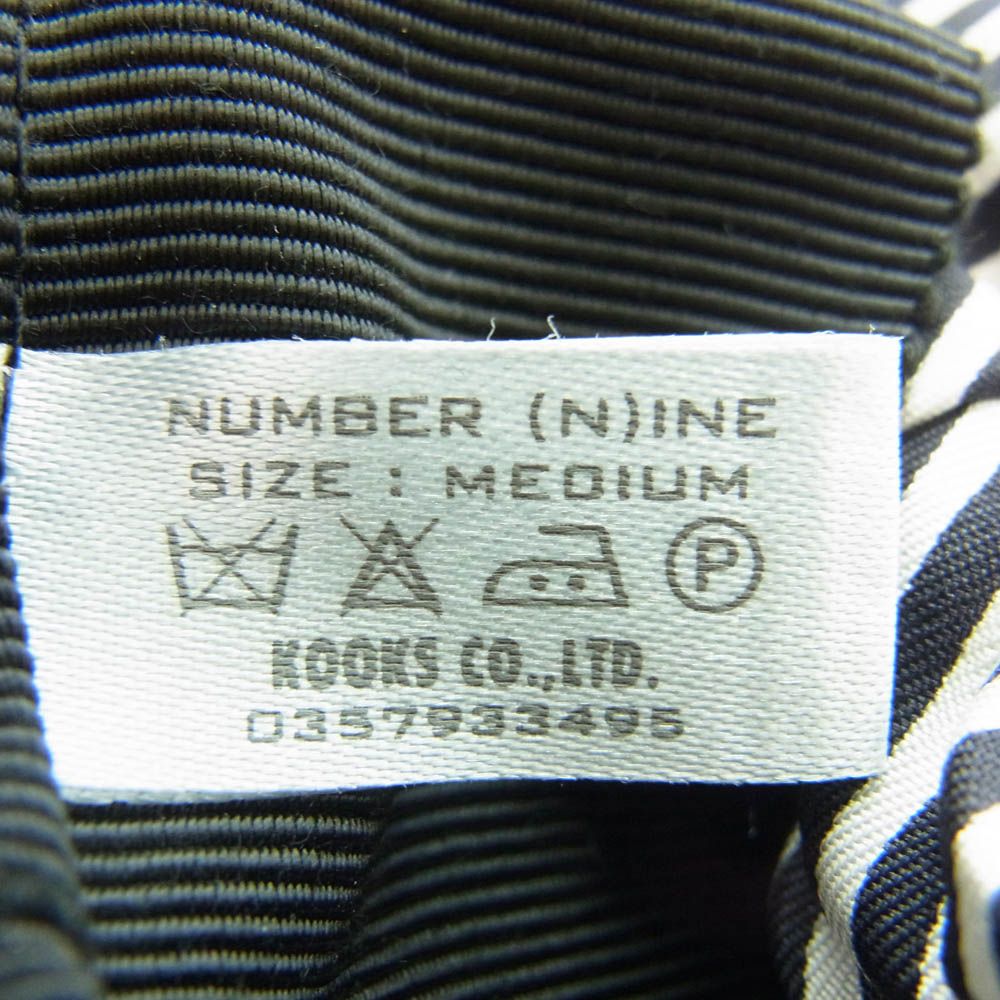 NUMBER (N)INE
SIZE : MEDIUM
P
KOOKS CO.,LTD.
0357933495